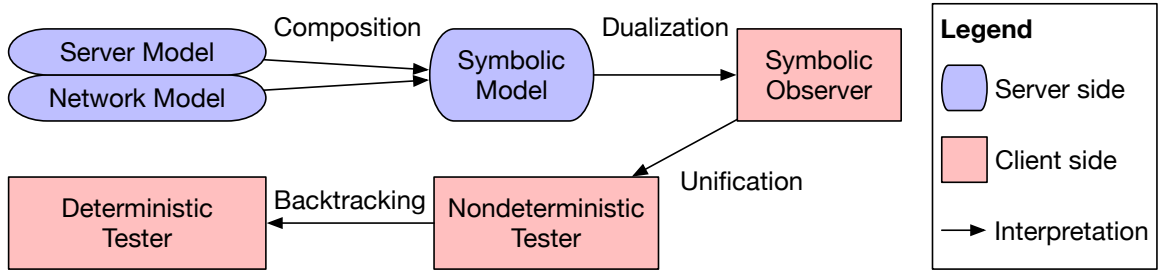 Composition
Dualization
Server Model
Network Model
Symbolic
Model
Symbolic
Observer
Unification
Backtracking
Deterministic
Tester
Nondeterministic
Tester
Legend
Server side
Client side
Interpretation